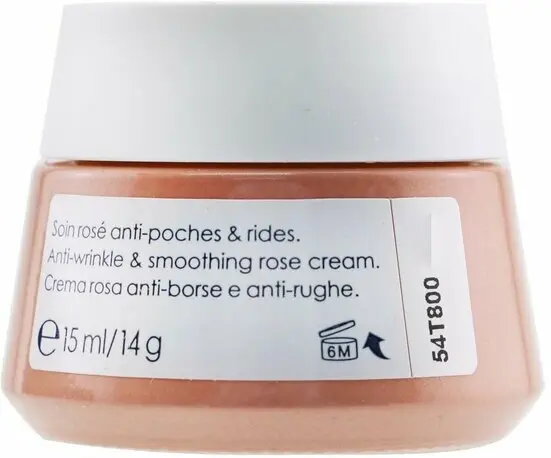 Soin rosé anti-poches & rides.
Anti-wrinkle & smoothing rose cream.
Crema rosa anti-borse e anti-rughe.
℮15 ml/14 g
6M
54T800